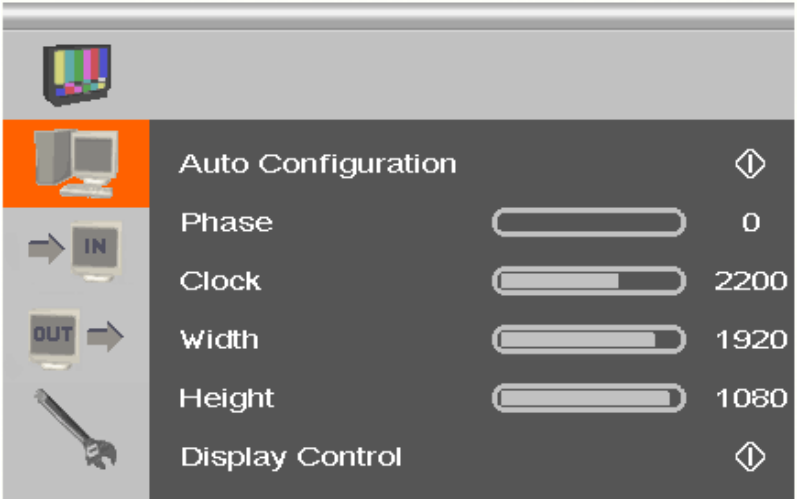 Auto Configuration
Phase 0
IN
Clock 2200
OUT
Width 1920
Height 1080
Display Control